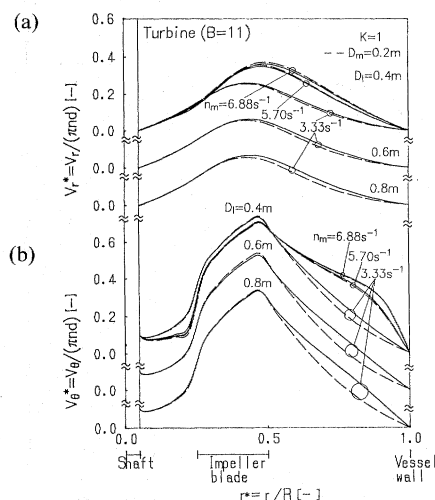 (a)
Turbine (B=11)
K=1
--- Dm=0.2m
Dl=0.4m
0.6
0.4
0.2
0.0
0.0
0.0
nm=6.88s⁻¹
5.70s⁻¹
3.33s⁻¹
0.6m
0.8m
Vr*=Vr/(πnd) [-]
(b)
Dl=0.4m
0.6m
0.8m
nm=6.88s⁻¹
5.70s⁻¹
3.33s⁻¹
0.6
0.4
0.2
0.0
0.0
0.0
Vθ*=Vθ/(πnd) [-]
0.0
0.5
1.0
Shaft
Impeller
blade
Vessel
wall
r*=r/R [-]